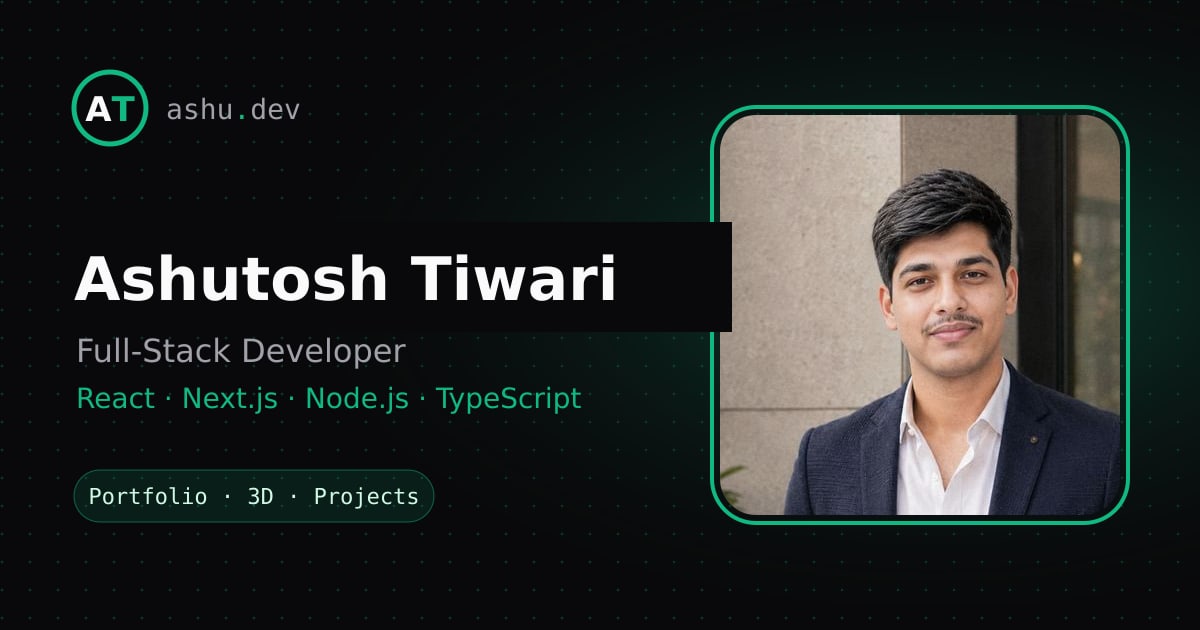 AT
ashu.dev
Ashutosh Tiwari
Full-Stack Developer
React · Next.js · Node.js · TypeScript
Portfolio · 3D · Projects